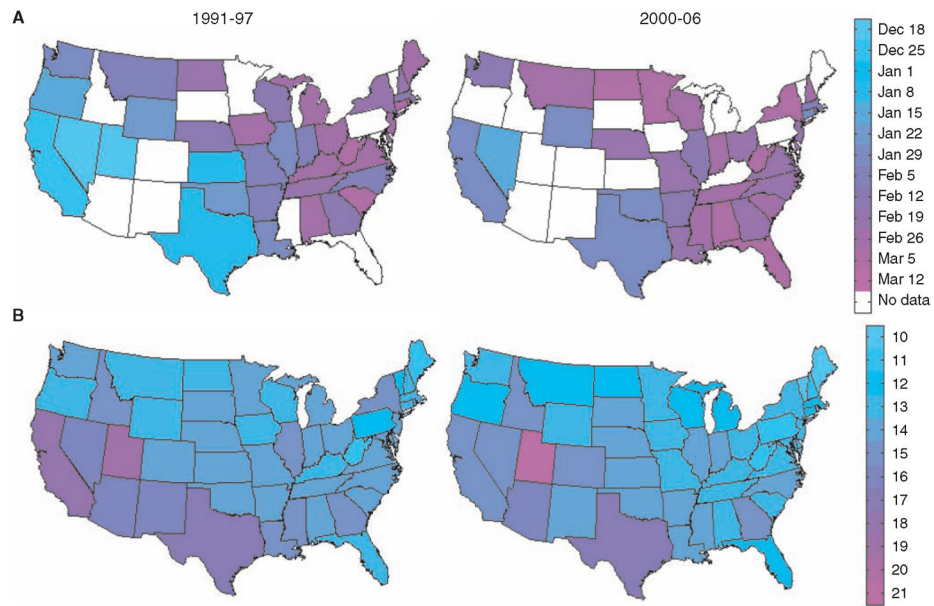 A
1991-97
2000-06
Dec 18
Dec 25
Jan 1
Jan 8
Jan 15
Jan 22
Jan 29
Feb 5
Feb 12
Feb 19
Feb 26
Mar 5
Mar 12
No data
B
10
11
12
13
14
15
16
17
18
19
20
21